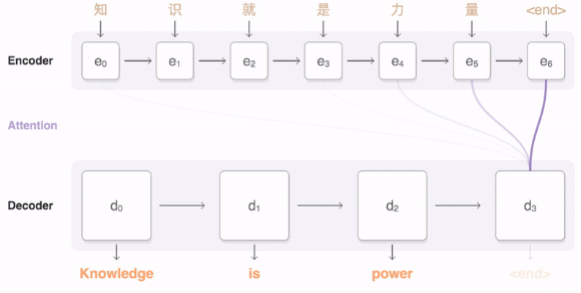 知 识 就 是 力 量 <end>
Encoder e₀ e₁ e₂ e₃ e₄ e₅ e₆
Attention
Decoder d₀ d₁ d₂ d₃
Knowledge is power <end>